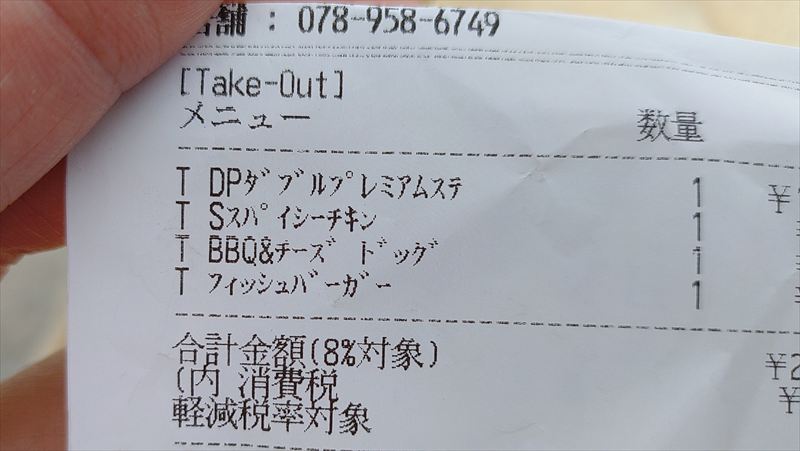 店舗 : 078-958-6749
[Take-Out]
メニュー 数量
T DPﾀﾞﾌﾞﾙﾌﾟﾚﾐｱﾑｽﾃ 1 ¥
T Sｽﾊﾟｲｼｰﾁｷﾝ 1
T BBQ&ﾁｰｽﾞ ﾄﾞｯｸﾞ 1
T ﾌｨｯｼｭﾊﾞｰｶﾞｰ 1
合計金額(8%対象) ¥2
(内 消費税 ¥
軽減税率対象